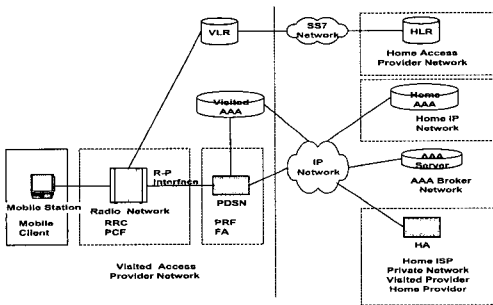 VLR
SS7
Network
HLR
Home Access
Provider Network
Visited
AAA
Home
AAA
Home IP
Network
R-P
Interface
IP
Network
AAA
Server
AAA Broker
Network
Mobile Station
Mobile
Client
Radio Network
RRC
PCF
PDSN
PRF
FA
HA
Home ISP
Private Network
Visited Provider
Home Provider
Visited Access
Provider Network